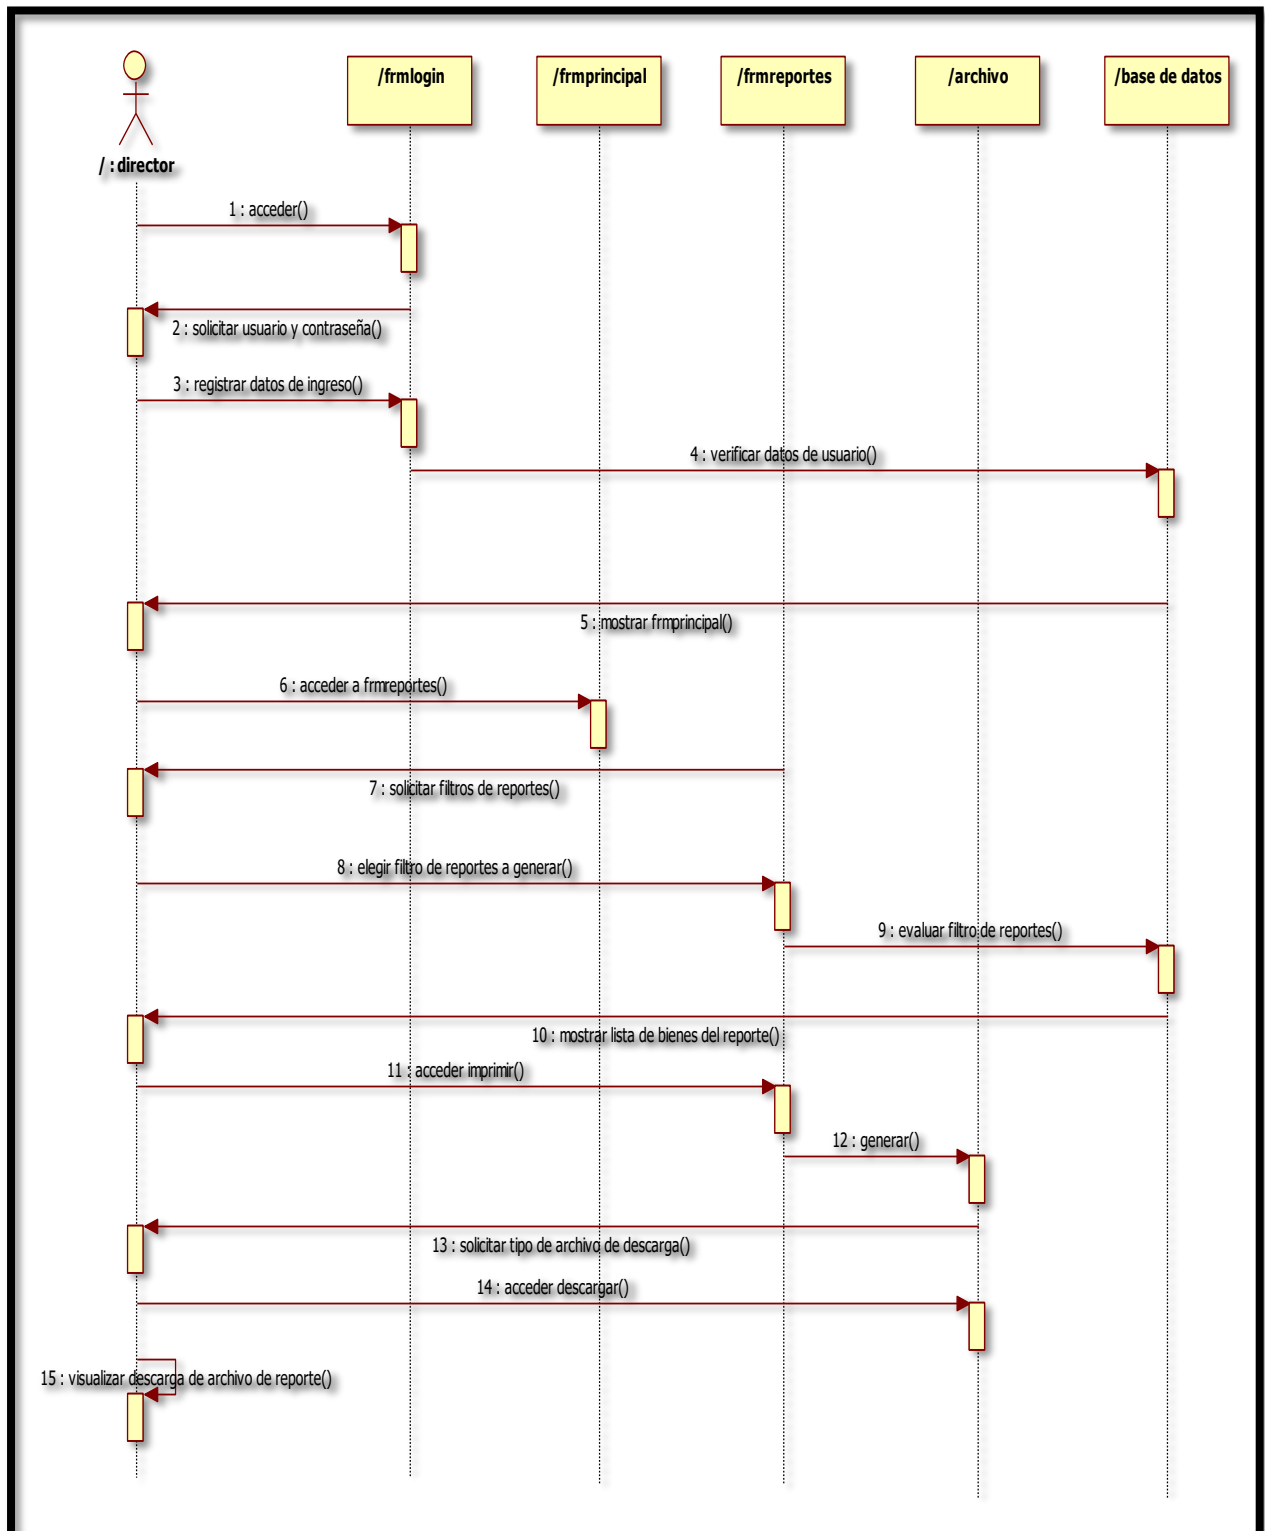 /frmlogin
/frmprincipal
/frmreportes
/archivo
/base de datos
/ : director
1 : acceder()
2 : solicitar usuario y contraseña()
3 : registrar datos de ingreso()
4 : verificar datos de usuario()
5 : mostrar frmprincipal()
6 : acceder a frmreportes()
7 : solicitar filtros de reportes()
8 : elegir filtro de reportes a generar()
9 : evaluar filtro de reportes()
10 : mostrar lista de bienes del reporte()
11 : acceder imprimir()
12 : generar()
13 : solicitar tipo de archivo de descarga()
14 : acceder descargar()
15 : visualizar descarga de archivo de reporte()